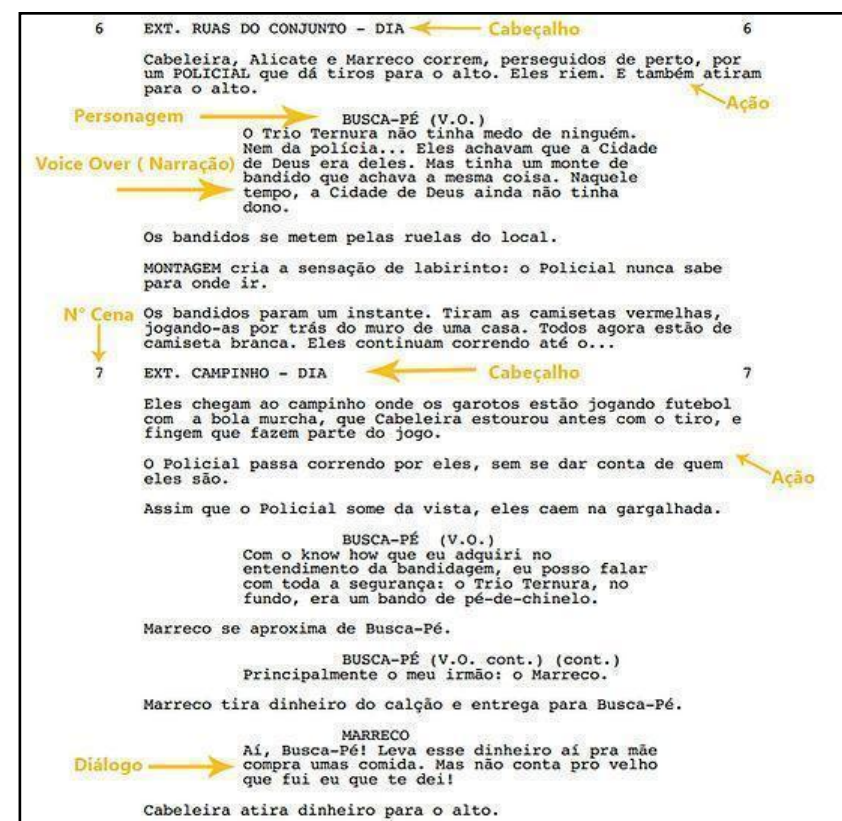 6 EXT. RUAS DO CONJUNTO - DIA Cabeçalho 6
Cabeleira, Alicate e Marreco correm, perseguidos de perto, por
um POLICIAL que dá tiros para o alto. Eles riem. E também atiram
para o alto.
Ação
Personagem
BUSCA-PÉ (V.O.)
O Trio Ternura não tinha medo de ninguém.
Nem da polícia... Eles achavam que a Cidade
Voice Over ( Narração) de Deus era deles. Mas tinha um monte de
bandido que achava a mesma coisa. Naquele
tempo, a Cidade de Deus ainda não tinha
dono.
Os bandidos se metem pelas ruelas do local.
MONTAGEM cria a sensação de labirinto: o Policial nunca sabe
para onde ir.
N° Cena Os bandidos param um instante. Tiram as camisetas vermelhas,
jogando-as por trás do muro de uma casa. Todos agora estão de
camiseta branca. Eles continuam correndo até o...
7 EXT. CAMPINHO - DIA Cabeçalho 7
Eles chegam ao campinho onde os garotos estão jogando futebol
com a bola murcha, que Cabeleira estourou antes com o tiro, e
fingem que fazem parte do jogo.
O Policial passa correndo por eles, sem se dar conta de quem
eles são.
Ação
Assim que o Policial some da vista, eles caem na gargalhada.
BUSCA-PÉ (V.O.)
Com o know how que eu adquiri no
entendimento da bandidagem, eu posso falar
com toda a segurança: o Trio Ternura, no
fundo, era um bando de pé-de-chinelo.
Marreco se aproxima de Busca-Pé.
BUSCA-PÉ (V.O. cont.) (cont.)
Principalmente o meu irmão: o Marreco.
Marreco tira dinheiro do calção e entrega para Busca-Pé.
MARRECO
Aí, Busca-Pé! Leva esse dinheiro aí pra mãe
Diálogo compra umas comida. Mas não conta pro velho
que fui eu que te dei!
Cabeleira atira dinheiro para o alto.